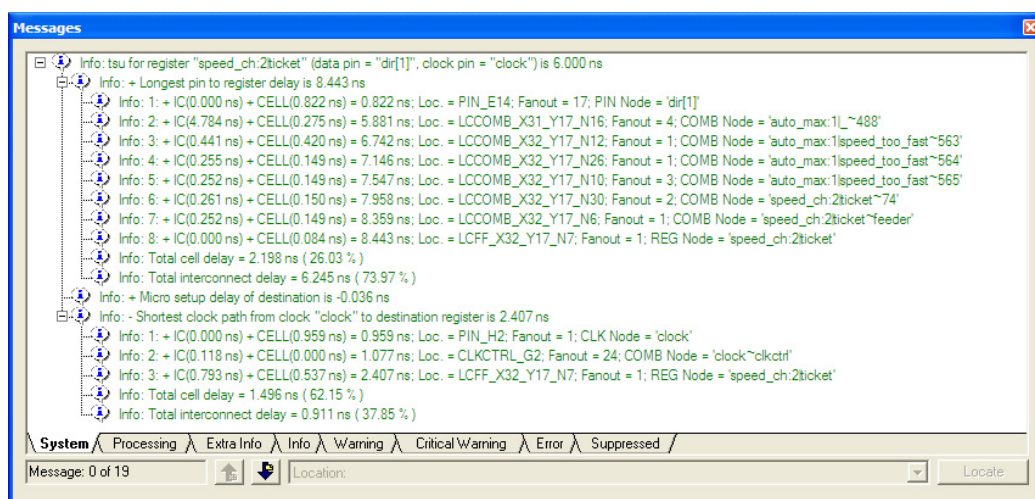 Messages
Info: tsu for register "speed_ch:2|ticket" (data pin = "dir[1]", clock pin = "clock") is 6.000 ns
Info: + Longest pin to register delay is 8.443 ns
Info: 1: + IC(0.000 ns) + CELL(0.822 ns) = 0.822 ns; Loc. = PIN_E14; Fanout = 17; PIN Node = 'dir[1]'
Info: 2: + IC(4.784 ns) + CELL(0.275 ns) = 5.881 ns; Loc. = LCCOMB_X31_Y17_N16; Fanout = 4; COMB Node = 'auto_max:1|_~488'
Info: 3: + IC(0.441 ns) + CELL(0.420 ns) = 6.742 ns; Loc. = LCCOMB_X32_Y17_N12; Fanout = 1; COMB Node = 'auto_max:1|speed_too_fast~563'
Info: 4: + IC(0.255 ns) + CELL(0.149 ns) = 7.146 ns; Loc. = LCCOMB_X32_Y17_N26; Fanout = 1; COMB Node = 'auto_max:1|speed_too_fast~564'
Info: 5: + IC(0.252 ns) + CELL(0.149 ns) = 7.547 ns; Loc. = LCCOMB_X32_Y17_N10; Fanout = 3; COMB Node = 'auto_max:1|speed_too_fast~565'
Info: 6: + IC(0.261 ns) + CELL(0.150 ns) = 7.958 ns; Loc. = LCCOMB_X32_Y17_N30; Fanout = 2; COMB Node = 'speed_ch:2|ticket~74'
Info: 7: + IC(0.252 ns) + CELL(0.149 ns) = 8.359 ns; Loc. = LCCOMB_X32_Y17_N6; Fanout = 1; COMB Node = 'speed_ch:2|ticket~feeder'
Info: 8: + IC(0.000 ns) + CELL(0.084 ns) = 8.443 ns; Loc. = LCFF_X32_Y17_N7; Fanout = 1; REG Node = 'speed_ch:2|ticket'
Info: Total cell delay = 2.198 ns ( 26.03 % )
Info: Total interconnect delay = 6.245 ns ( 73.97 % )
Info: + Micro setup delay of destination is -0.036 ns
Info: - Shortest clock path from clock "clock" to destination register is 2.407 ns
Info: 1: + IC(0.000 ns) + CELL(0.959 ns) = 0.959 ns; Loc. = PIN_H2; Fanout = 1; CLK Node = 'clock'
Info: 2: + IC(0.118 ns) + CELL(0.000 ns) = 1.077 ns; Loc. = CLKCTRL_G2; Fanout = 24; COMB Node = 'clock~clkctrl'
Info: 3: + IC(0.793 ns) + CELL(0.537 ns) = 2.407 ns; Loc. = LCFF_X32_Y17_N7; Fanout = 1; REG Node = 'speed_ch:2|ticket'
Info: Total cell delay = 1.496 ns ( 62.15 % )
Info: Total interconnect delay = 0.911 ns ( 37.85 % )
System Processing Extra Info Info Warning Critical Warning Error Suppressed
Message: 0 of 19 Location: Locate